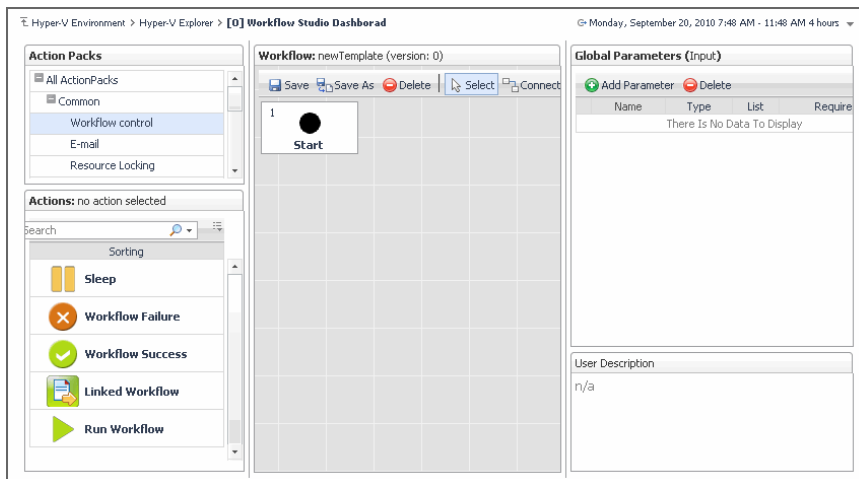 Hyper-V Environment > Hyper-V Explorer > [0] Workflow Studio Dashborad
Monday, September 20, 2010 7:48 AM - 11:48 AM 4 hours
Action Packs
All ActionPacks
Common
Workflow control
E-mail
Resource Locking
Actions: no action selected
Search
Sorting
Sleep
Workflow Failure
Workflow Success
Linked Workflow
Run Workflow
Workflow: newTemplate (version: 0)
Save Save As Delete Select Connect
1
Start
Global Parameters (Input)
Add Parameter Delete
Name Type List Require
There Is No Data To Display
User Description
n/a